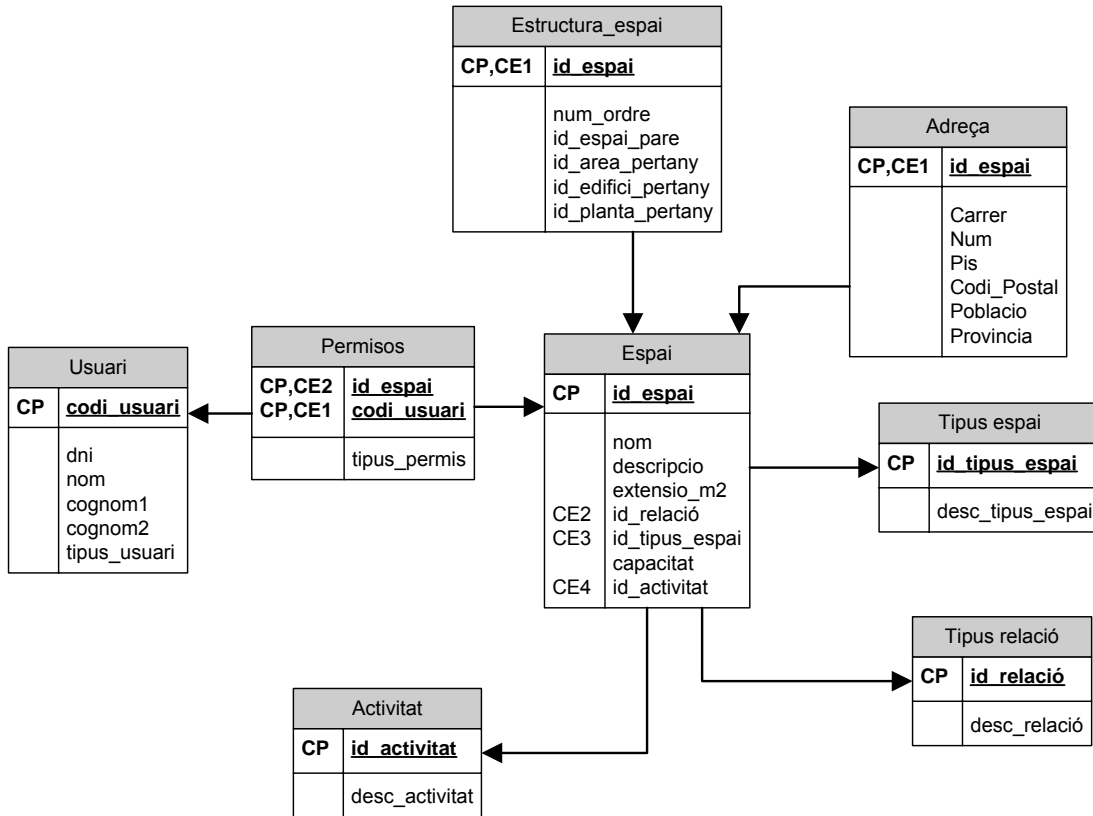 Estructura_espai
CP,CE1 id_espai
num_ordre
id_espai_pare
id_area_pertany
id_edifici_pertany
id_planta_pertany
Adreça
CP,CE1 id_espai
Carrer
Num
Pis
Codi_Postal
Poblacio
Provincia
Usuari
CP codi_usuari
dni
nom
cognom1
cognom2
tipus_usuari
Permisos
CP,CE2 id_espai
CP,CE1 codi_usuari
tipus_permis
Espai
CP id_espai
nom
descripcio
extensio_m2
CE2 id_relació
CE3 id_tipus_espai
capacitat
CE4 id_activitat
Tipus espai
CP id_tipus_espai
desc_tipus_espai
Tipus relació
CP id_relació
desc_relació
Activitat
CP id_activitat
desc_activitat